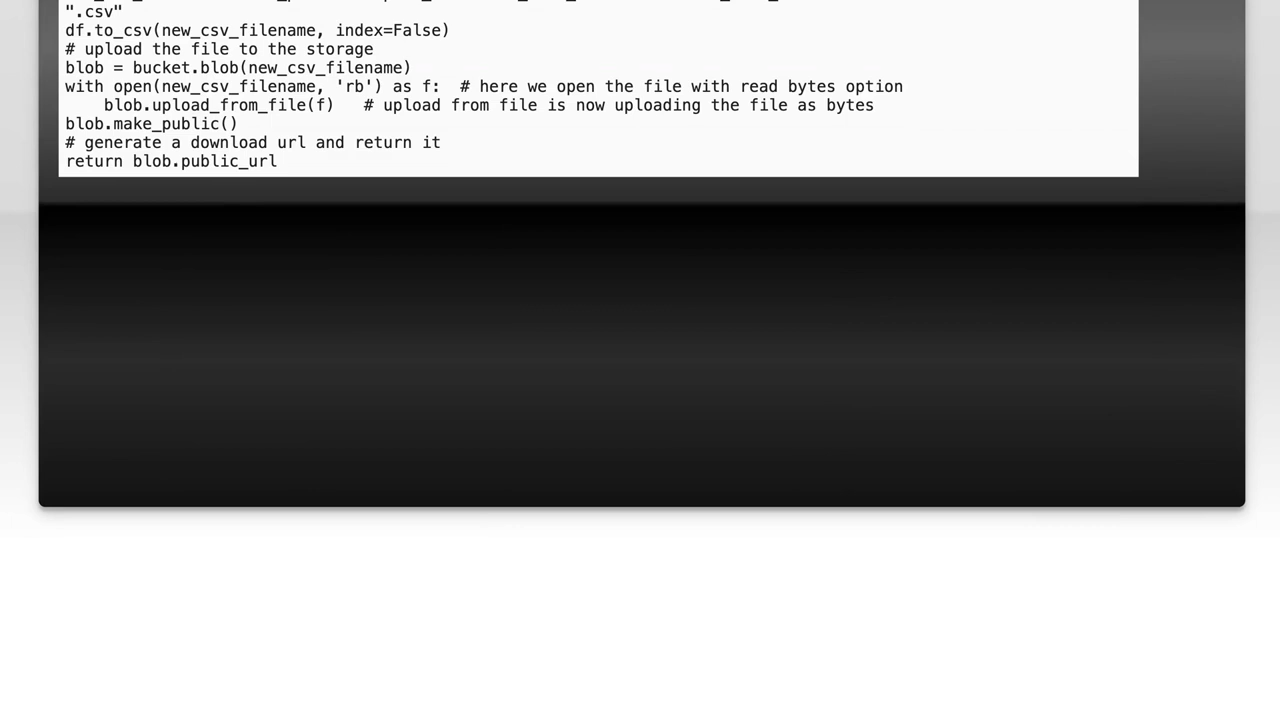 ".csv"
df.to_csv(new_csv_filename, index=False)
# upload the file to the storage
blob = bucket.blob(new_csv_filename)
with open(new_csv_filename, 'rb') as f:  # here we open the file with read bytes option
    blob.upload_from_file(f)   # upload from file is now uploading the file as bytes
blob.make_public()
# generate a download url and return it
return blob.public_url